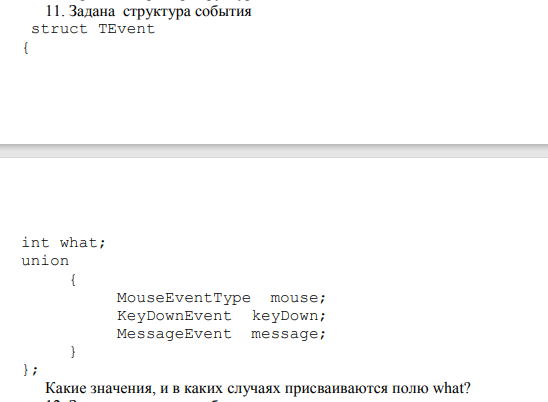 11. Задана структура события
struct TEvent
{
int what;
union
{
MouseEventType mouse;
KeyDownEvent keyDown;
MessageEvent message;
}
};
Какие значения, и в каких случаях присваиваются полю what?